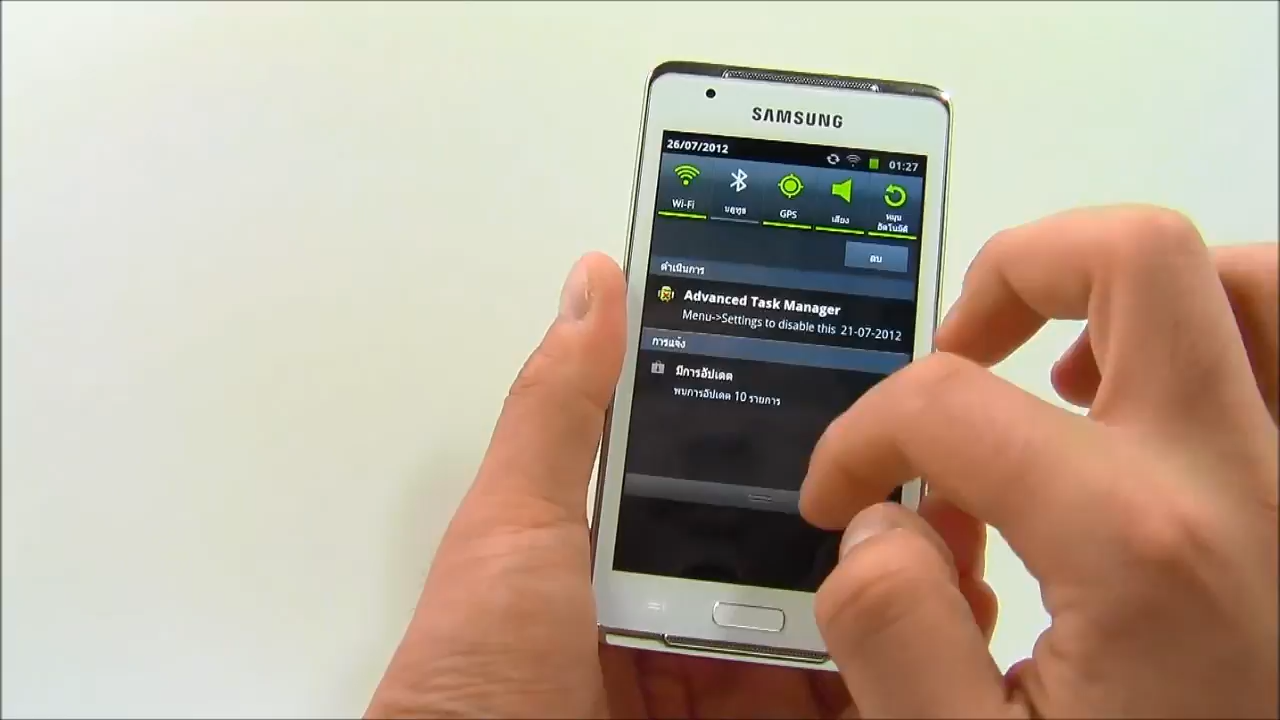 SAMSUNG
26/07/2012 01:27
Wi-Fi บลูทูธ GPS เสียง หมุน
อัตโนมัติ
ลบ
ดำเนินการ
Advanced Task Manager
Menu->Settings to disable this 21-07-2012
การแจ้ง
มีการอัปเดต
พบการอัปเดต 10 รายการ